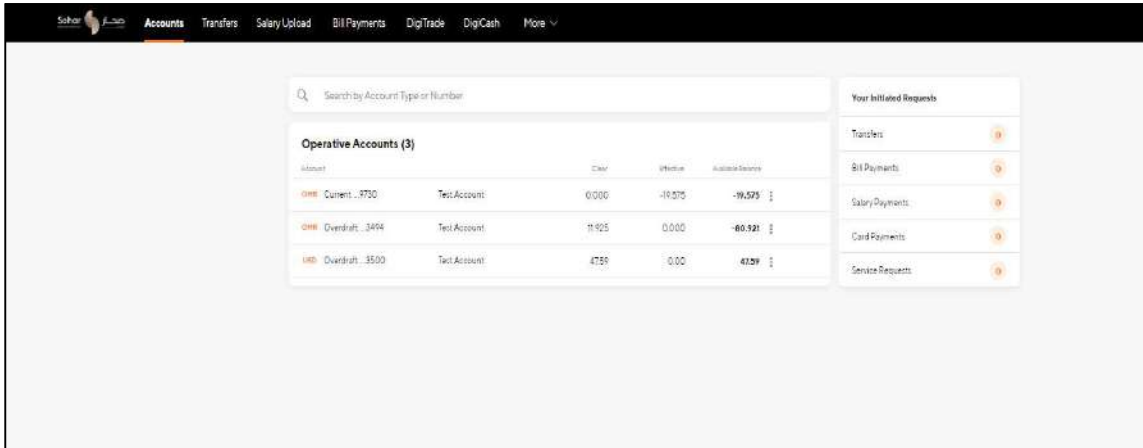 Sohar صحار Accounts Transfers Salary Upload Bill Payments DigiTrade DigiCash More
Search by Account Type or Number
Operative Accounts (3)
Account Clear Effective Available Balance
OMR Current ...9730 Test Account 0.000 -19.575 -19.575
OMR Overdraft ...3494 Test Account 11.925 0.000 -80.921
USD Overdraft ...3500 Test Account 47.59 0.00 47.59
Your Initiated Requests
Transfers 0
Bill Payments 0
Salary Payments 0
Card Payments 0
Service Requests 0